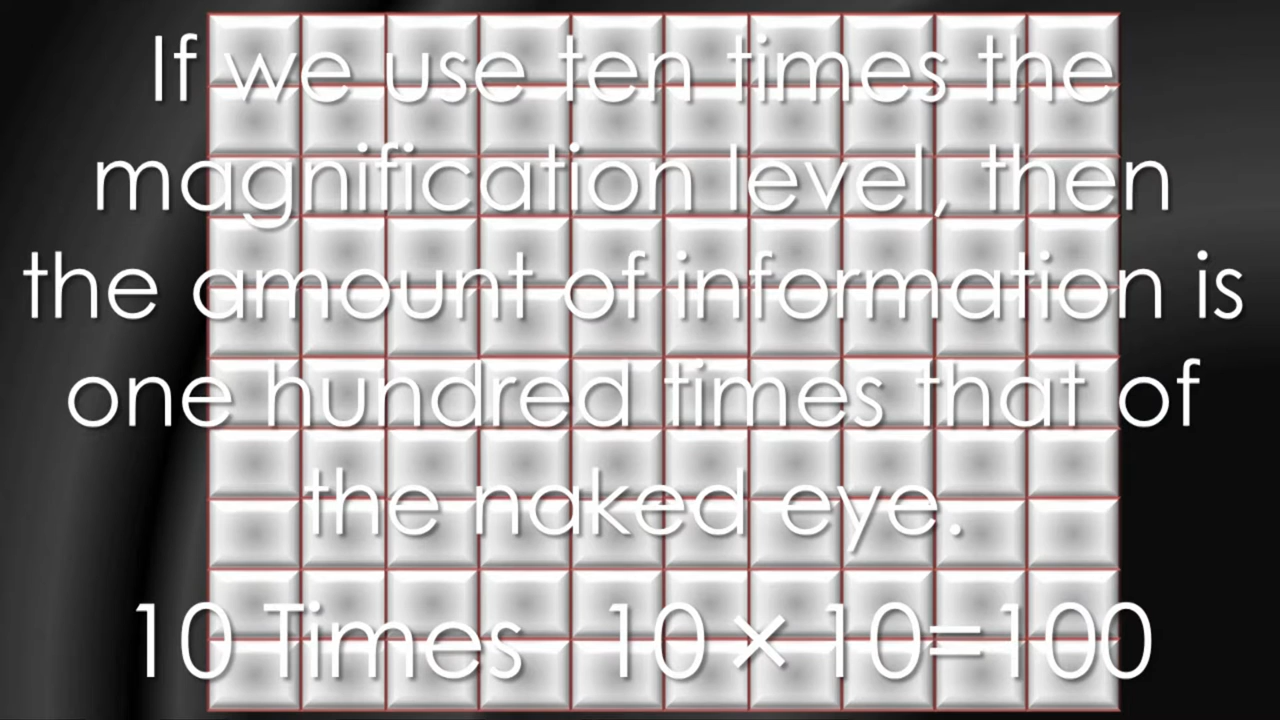 If we use ten times the
magnification level, then
the amount of information is
one hundred times that of
the naked eye.
10 Times 10×10=100